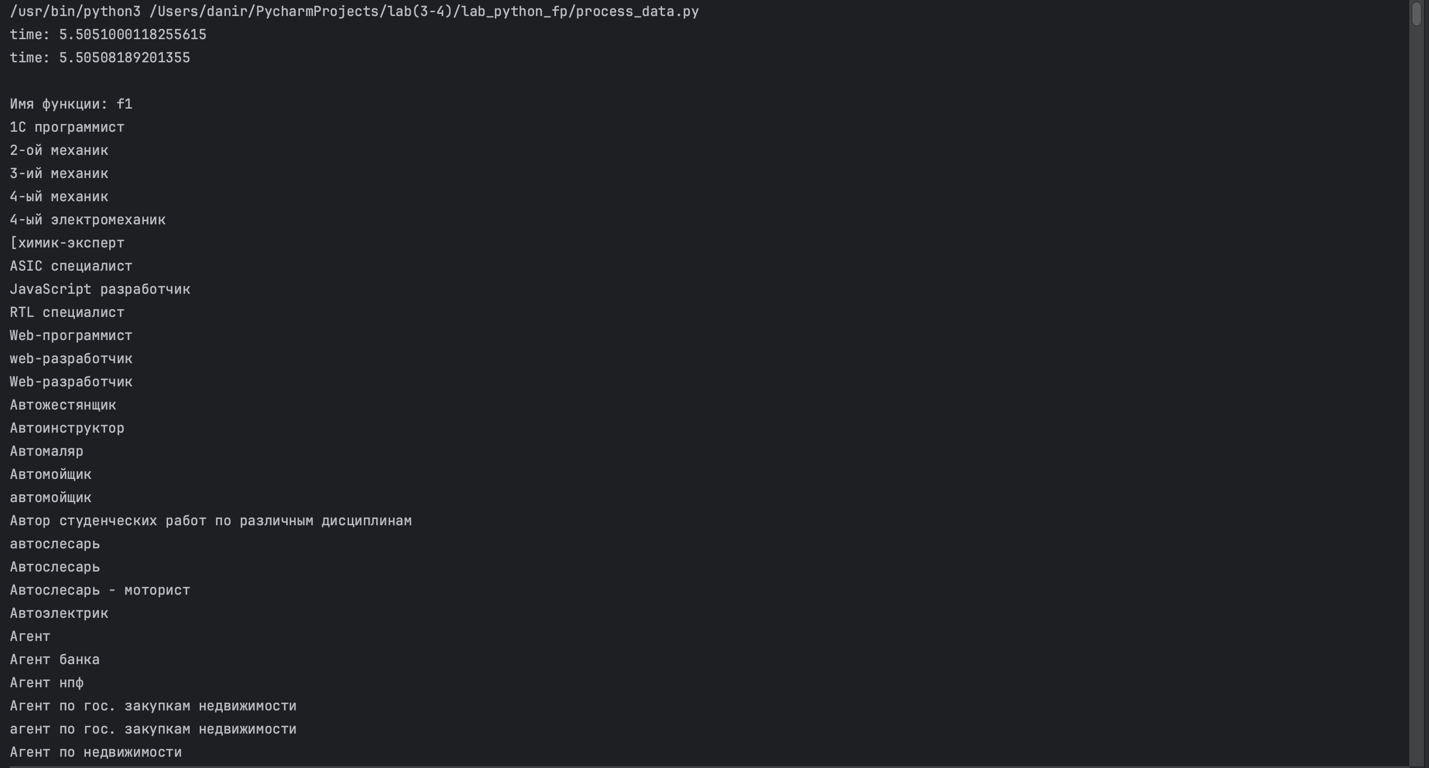 /usr/bin/python3 /Users/danir/PycharmProjects/lab(3-4)/lab_python_fp/process_data.py
time: 5.5051000118255615
time: 5.50508189201355
Имя функции: f1
1C программист
2-ой механик
3-ий механик
4-ый механик
4-ый электромеханик
[химик-эксперт
ASIC специалист
JavaScript разработчик
RTL специалист
Web-программист
web-разработчик
Web-разработчик
Автожестянщик
Автоинструктор
Автомаляр
Автомойщик
автомойщик
Автор студенческих работ по различным дисциплинам
автослесарь
Автослесарь
Автослесарь - моторист
Автоэлектрик
Агент
Агент банка
Агент нпф
Агент по гос. закупкам недвижимости
агент по гос. закупкам недвижимости
Агент по недвижимости